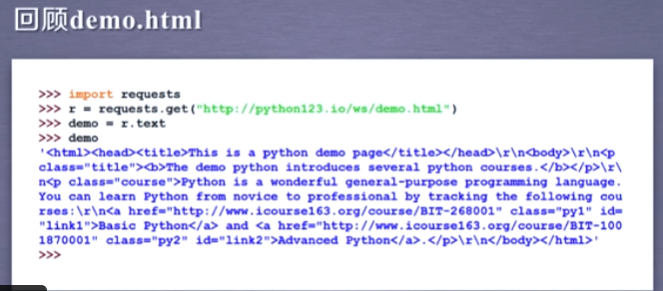 回顾demo.html
>>> import requests
>>> r = requests.get("http://python123.io/ws/demo.html")
>>> demo = r.text
>>> demo
'<html><head><title>This is a python demo page</title></head>\r\n<body>\r\n<p
class="title"><b>The demo python introduces several python courses.</b></p>\r\
n<p class="course">Python is a wonderful general-purpose programming language.
You can learn Python from novice to professional by tracking the following cou
rses:\r\n<a href="http://www.icourse163.org/course/BIT-268001" class="py1" id=
"link1">Basic Python</a> and <a href="http://www.icourse163.org/course/BIT-100
1870001" class="py2" id="link2">Advanced Python</a>.</p>\r\n</body></html>'
>>>